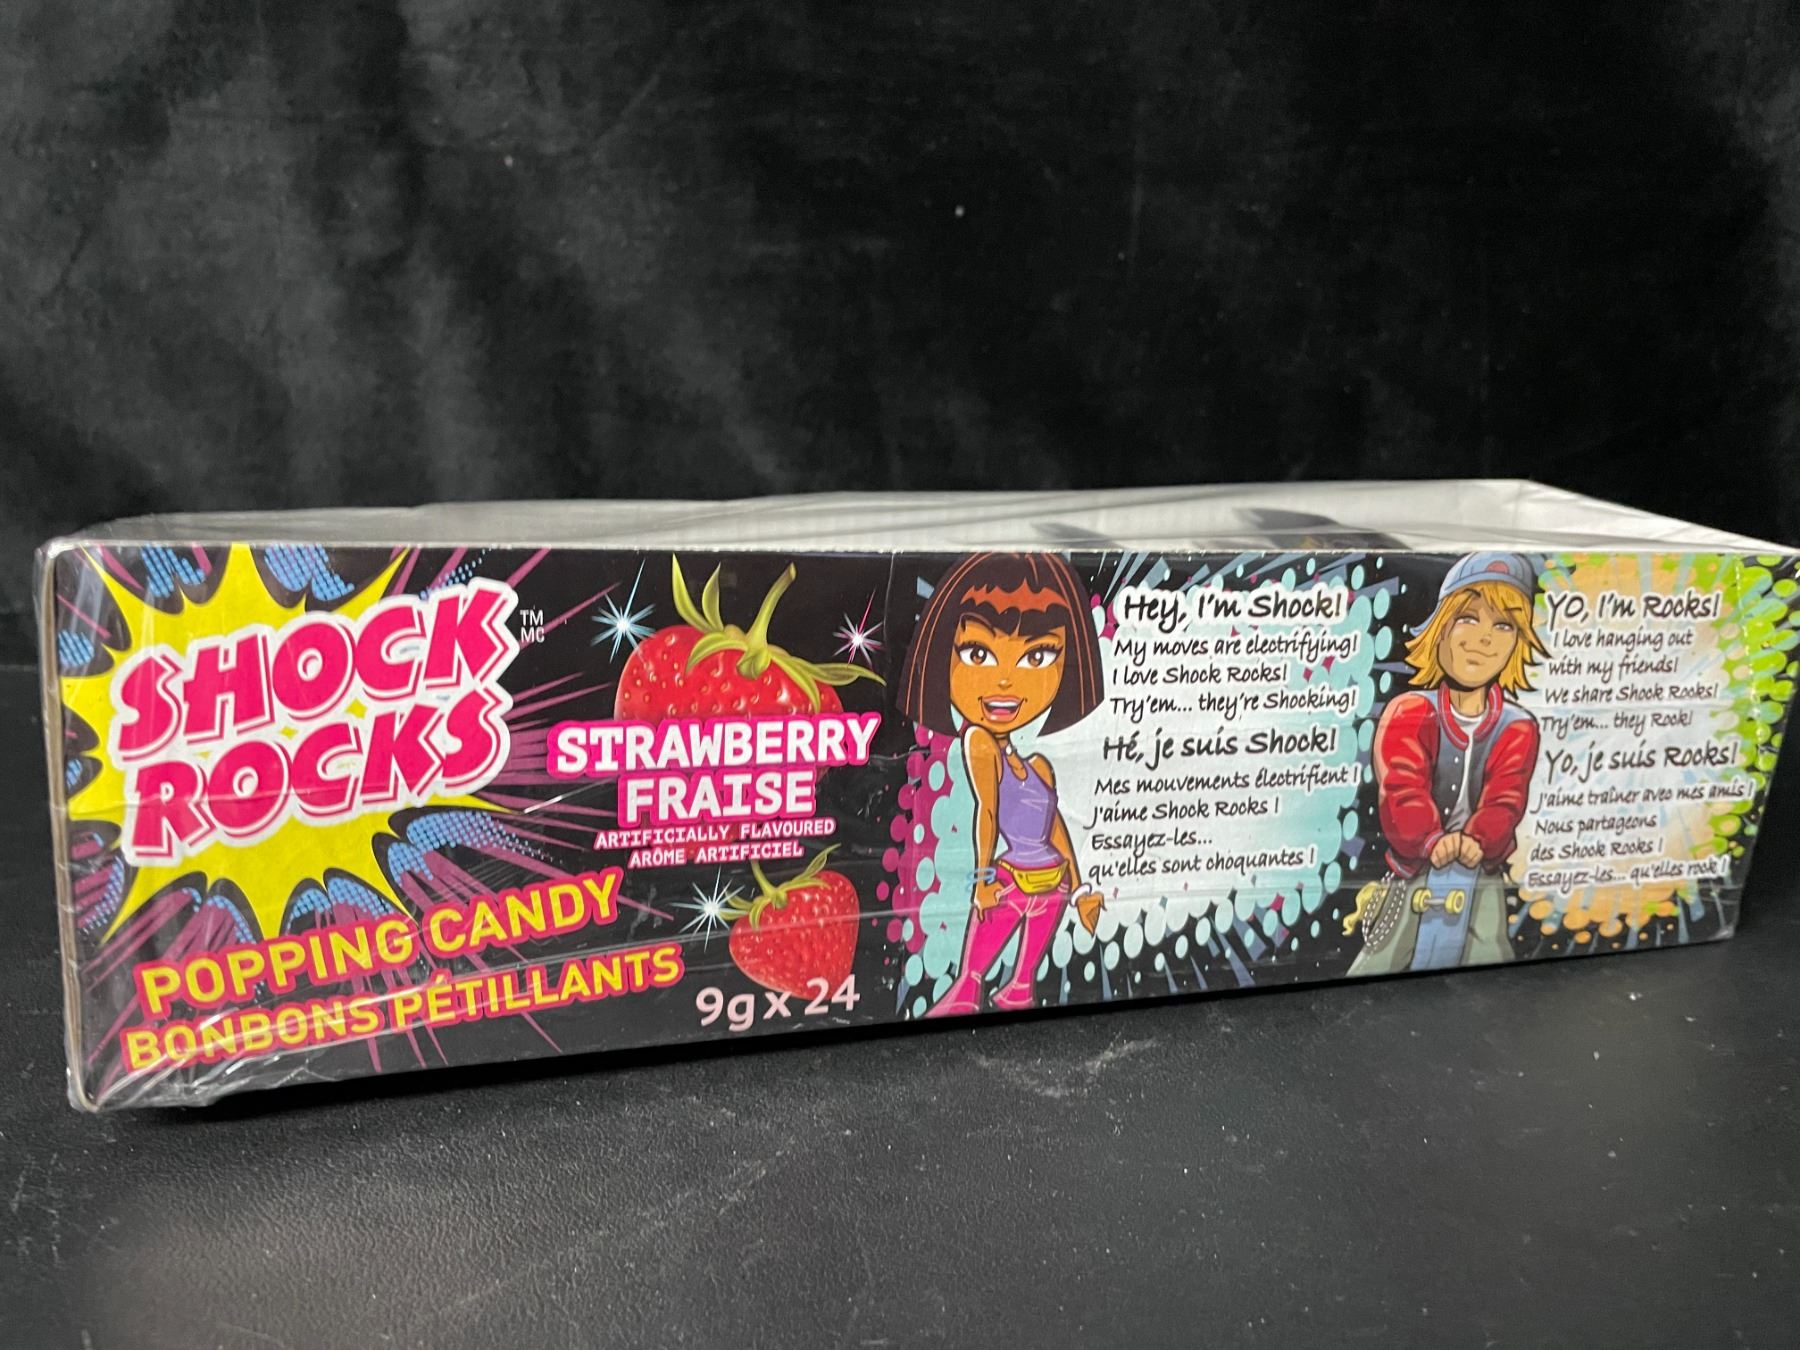 SHOCK
ROCKS
TM
MC
STRAWBERRY
FRAISE
ARTIFICIALLY FLAVOURED
ARÔME ARTIFICIEL
POPPING CANDY
BONBONS PÉTILLANTS
9g x 24
Hey, I'm Shock!
My moves are electrifying!
I love Shock Rocks!
Try'em... they're Shocking!
Hé, je suis Shock!
Mes mouvements électrifient !
J'aime Shock Rocks !
Essayez-les...
qu'elles sont choquantes !
YO, I'm Rocks!
I love hanging out
with my friends!
We share Shock Rocks!
Try'em... they Rock!
Yo, je suis Rocks!
J'aime traîner avec mes amis !
Nous partageons
des Shock Rocks !
Essayez-les... qu'elles rock !